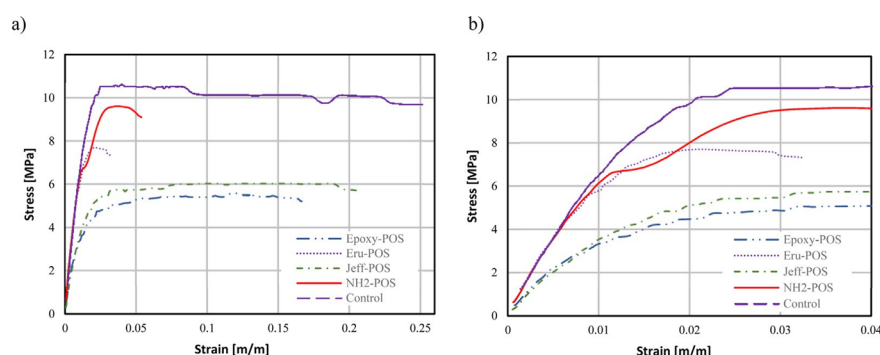 a)
12
10
8
6
4
2
0
Stress [MPa]
0
0.05
0.1
0.15
0.2
0.25
Strain [m/m]
Epoxy-POS
Eru-POS
Jeff-POS
NH2-POS
Control
b)
12
10
8
6
4
2
0
Stress [MPa]
0
0.01
0.02
0.03
0.04
Strain [m/m]
Epoxy-POS
Eru-POS
Jeff-POS
NH2-POS
Control